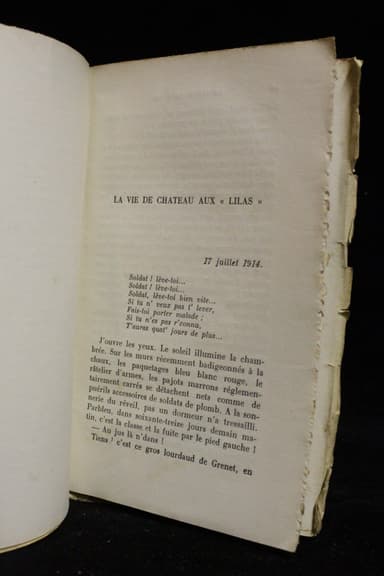 LA VIE DE CHATEAU AUX « LILAS »
17 juillet 1914.
Soldat ! lève-toi...
Soldat ! lève-toi...
Soldat, lève-toi bien vite...
Si tu n' veux pas t' lever,
Fais-toi porter malade ;
Si tu n'es pas r'connu,
T'auras quat' jours de plus...
J'ouvre les yeux. Le soleil illumine la cham-
brée. Sur les murs récemment badigeonnés à la
chaux, les paquetages bleu blanc rouge, le
râtelier d'armes, les pajots marrons réglemen-
tairement carrés se détachent nets comme de
puérils accessoires de soldats de plomb. A la son-
nerie du réveil, pas un dormeur n'a tressailli.
Parbleu, dans soixante-treize jours demain ma-
tin, c'est la classe et la fuite par le pied gauche !
— Au jus là n'dans !
Tiens ! c'est ce gros lourdaud de Grenet, en